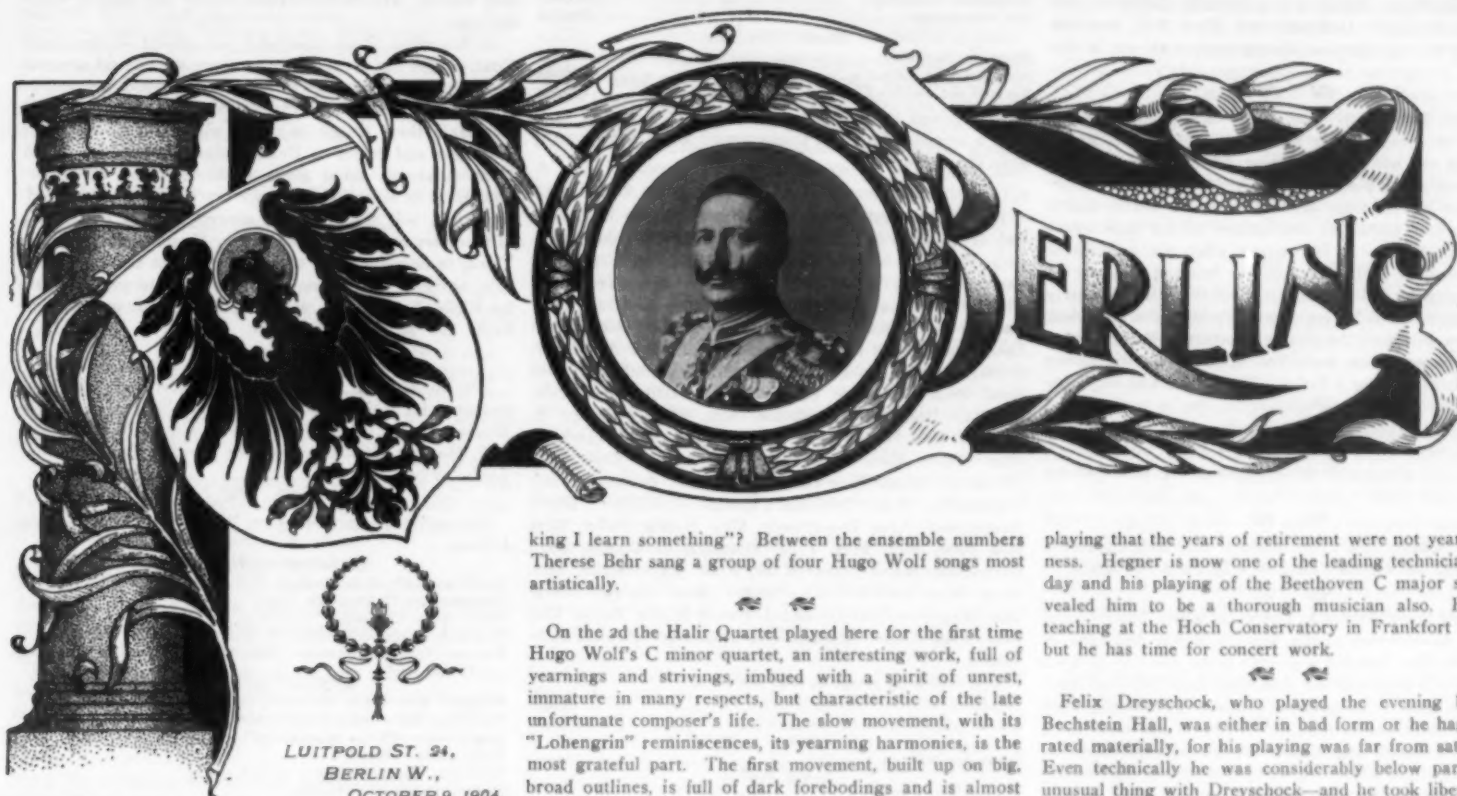 BERLIN
LUITPOLD ST. 24,
BERLIN W.,
OCTOBER 9, 1904.
king I learn something"? Between the ensemble numbers
Therese Behr sang a group of four Hugo Wolf songs most
artistically.
On the 2d the Halir Quartet played here for the first time
Hugo Wolf's C minor quartet, an interesting work, full of
yearnings and strivings, imbued with a spirit of unrest,
immature in many respects, but characteristic of the late
unfortunate composer's life. The slow movement, with its
"Lohengrin" reminiscences, its yearning harmonies, is the
most grateful part. The first movement, built up on big,
broad outlines, is full of dark forebodings and is almost
playing that the years of retirement were not year
ness. Hegner is now one of the leading technicia
day and his playing of the Beethoven C major s
vealed him to be a thorough musician also.
teaching at the Hoch Conservatory in Frankfort
but he has time for concert work.
Felix Dreyschock, who played the evening
Bechstein Hall, was either in bad form or he ha
rated materially, for his playing was far from sat
Even technically he was considerably below par
unusual thing with Dreyschock—and he took libe